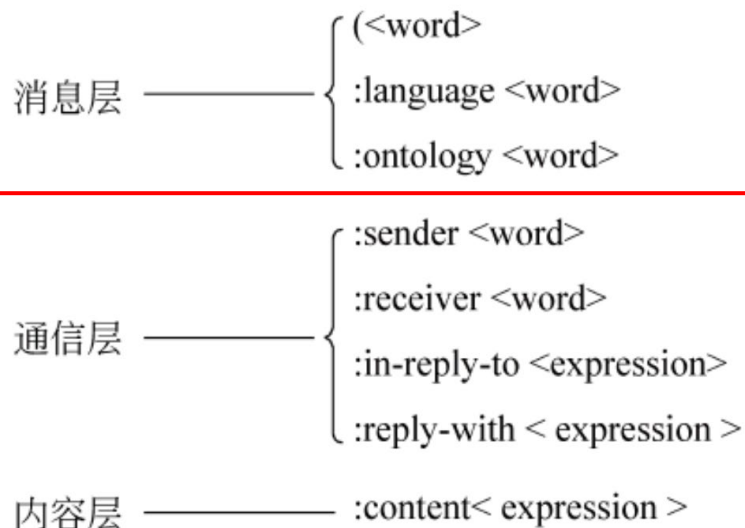 (<word>
消息层 :language <word>
:ontology <word>
:sender <word>
:receiver <word>
通信层
:in-reply-to <expression>
:reply-with < expression >
内容层 :content< expression >